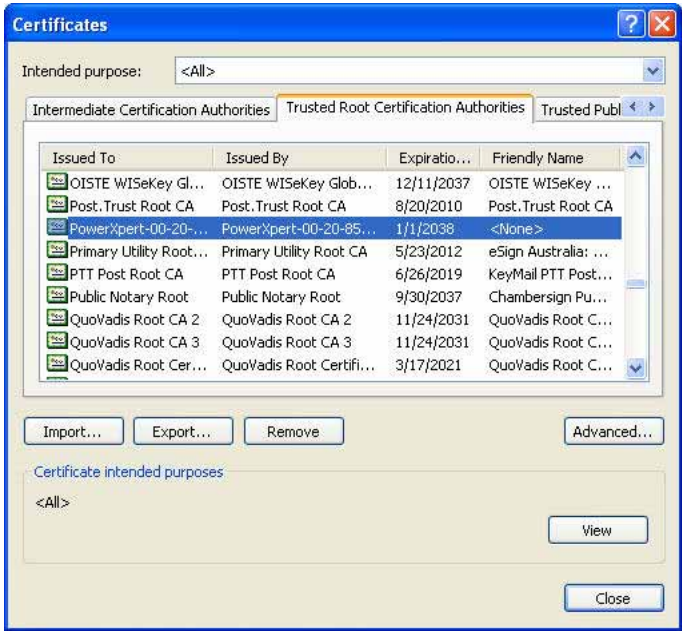 Certificates
Intended purpose: <All>
Intermediate Certification Authorities Trusted Root Certification Authorities Trusted Publ
Issued To Issued By Expiratio... Friendly Name
OISTE WISeKey Gl... OISTE WISeKey Glob... 12/11/2037 OISTE WISeKey ...
Post.Trust Root CA Post.Trust Root CA 8/20/2010 Post.Trust Root CA
PowerXpert-00-20-... PowerXpert-00-20-85... 1/1/2038 <None>
Primary Utility Root... Primary Utility Root CA 5/23/2012 eSign Australia: ...
PTT Post Root CA PTT Post Root CA 6/26/2019 KeyMail PTT Post...
Public Notary Root Public Notary Root 9/30/2037 Chambersign Pu...
QuoVadis Root CA 2 QuoVadis Root CA 2 11/24/2031 QuoVadis Root C...
QuoVadis Root CA 3 QuoVadis Root CA 3 11/24/2031 QuoVadis Root C...
QuoVadis Root Cer... QuoVadis Root Certifi... 3/17/2021 QuoVadis Root C...
Import... Export... Remove Advanced...
Certificate intended purposes
<All>
View
Close